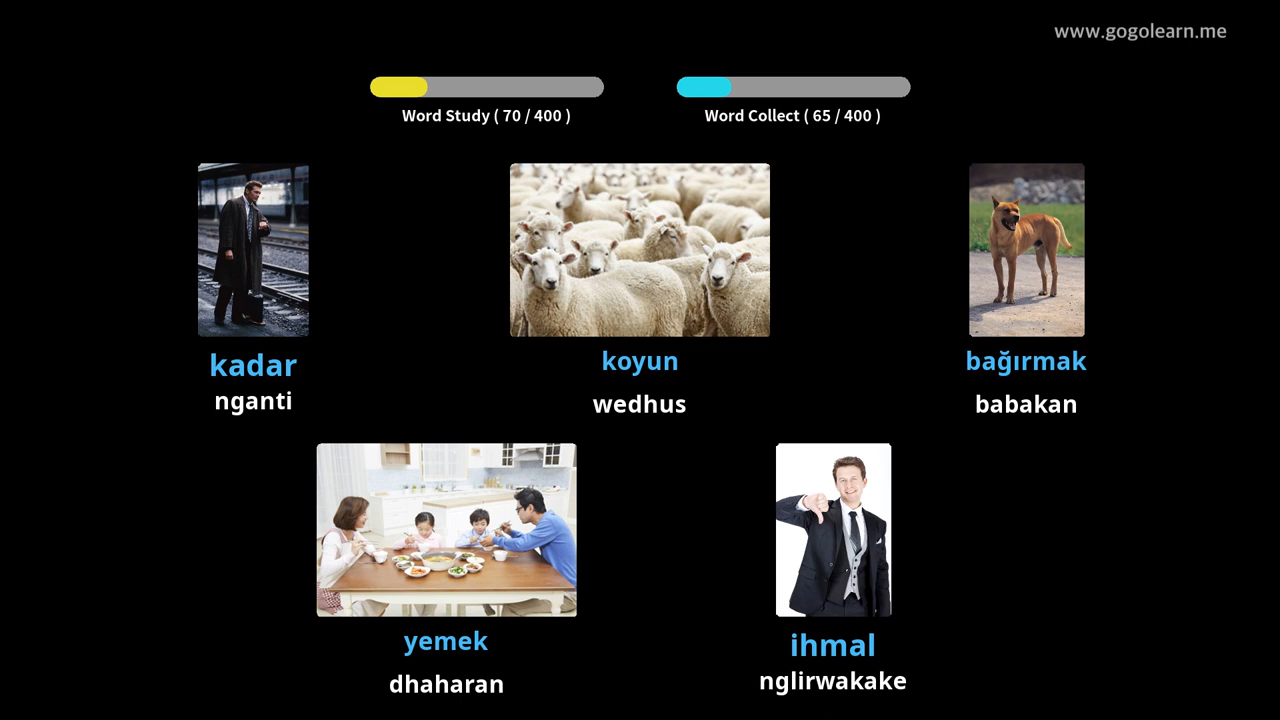 www.gogolearn.me
Word Study ( 70 / 400 )
Word Collect ( 65 / 400 )
kadar
nganti
koyun
wedhus
bağırmak
babakan
yemek
dhaharan
ihmal
nglirwakake